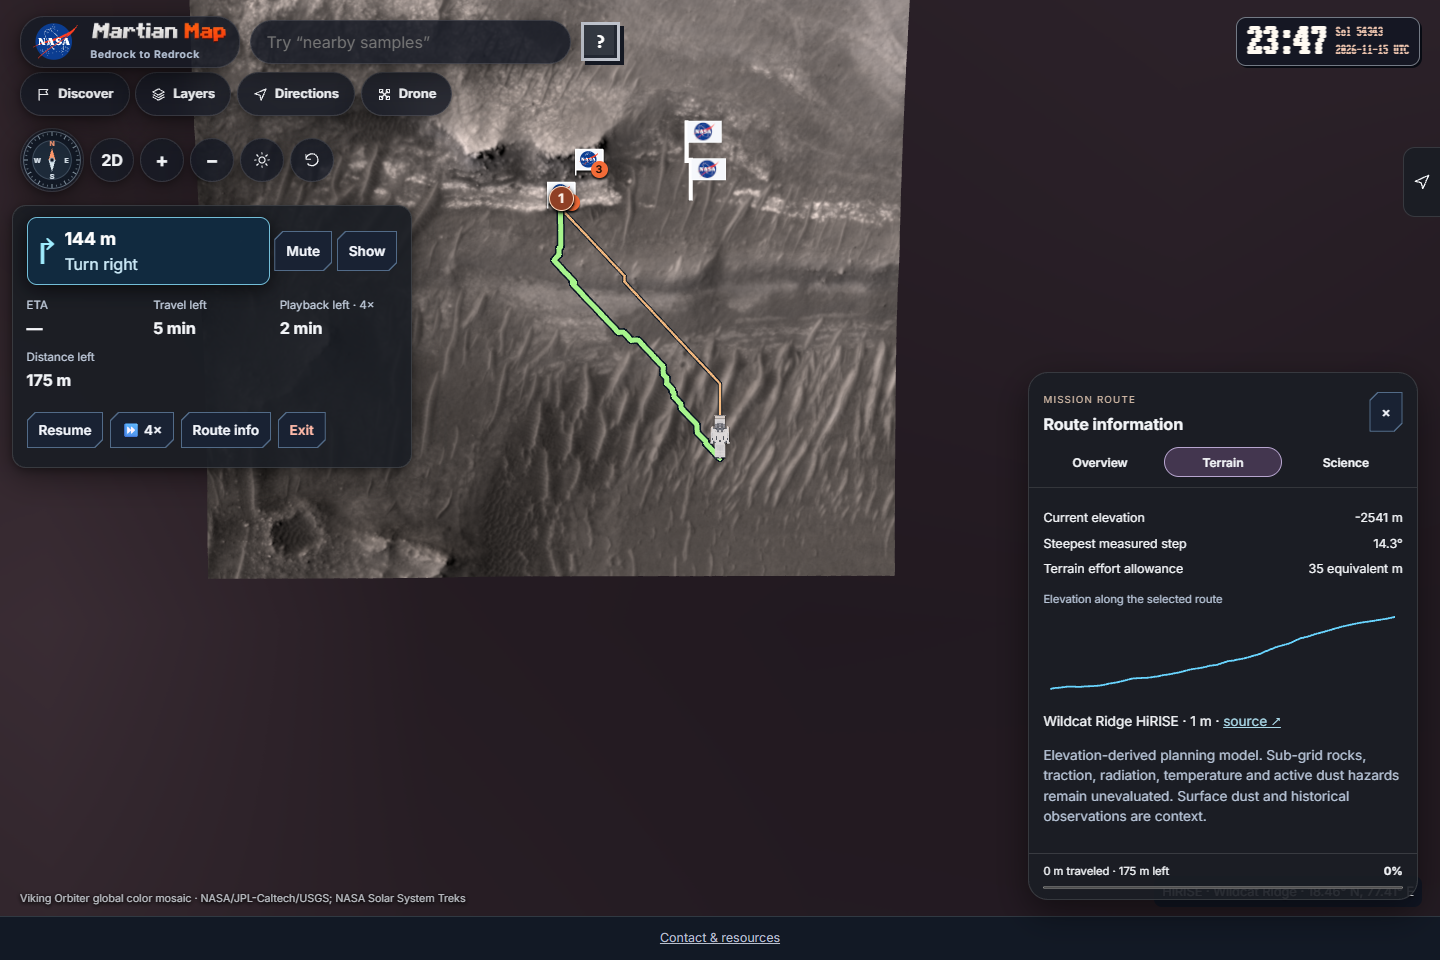 NASA
Martian Map
Bedrock to Redrock
Try “nearby samples”
?
23:47
2026-11-15 UTC
Discover
Layers
Directions
Drone
N
W E
S
2D
+
−
NASA
NASA
NASA
3
1
144 m
Turn right
Mute
Show
ETA
Travel left
Playback left · 4×
—
5 min
2 min
Distance left
175 m
Resume
4×
Route info
Exit
MISSION ROUTE
Route information
×
Overview
Terrain
Science
Current elevation
-2541 m
Steepest measured step
14.3°
Terrain effort allowance
35 equivalent m
Elevation along the selected route
Wildcat Ridge HiRISE · 1 m · source ↗
Elevation-derived planning model. Sub-grid rocks,
traction, radiation, temperature and active dust hazards
remain unevaluated. Surface dust and historical
observations are context.
0 m traveled · 175 m left
0%
Viking Orbiter global color mosaic · NASA/JPL-Caltech/USGS; NASA Solar System Treks
Contact & resources